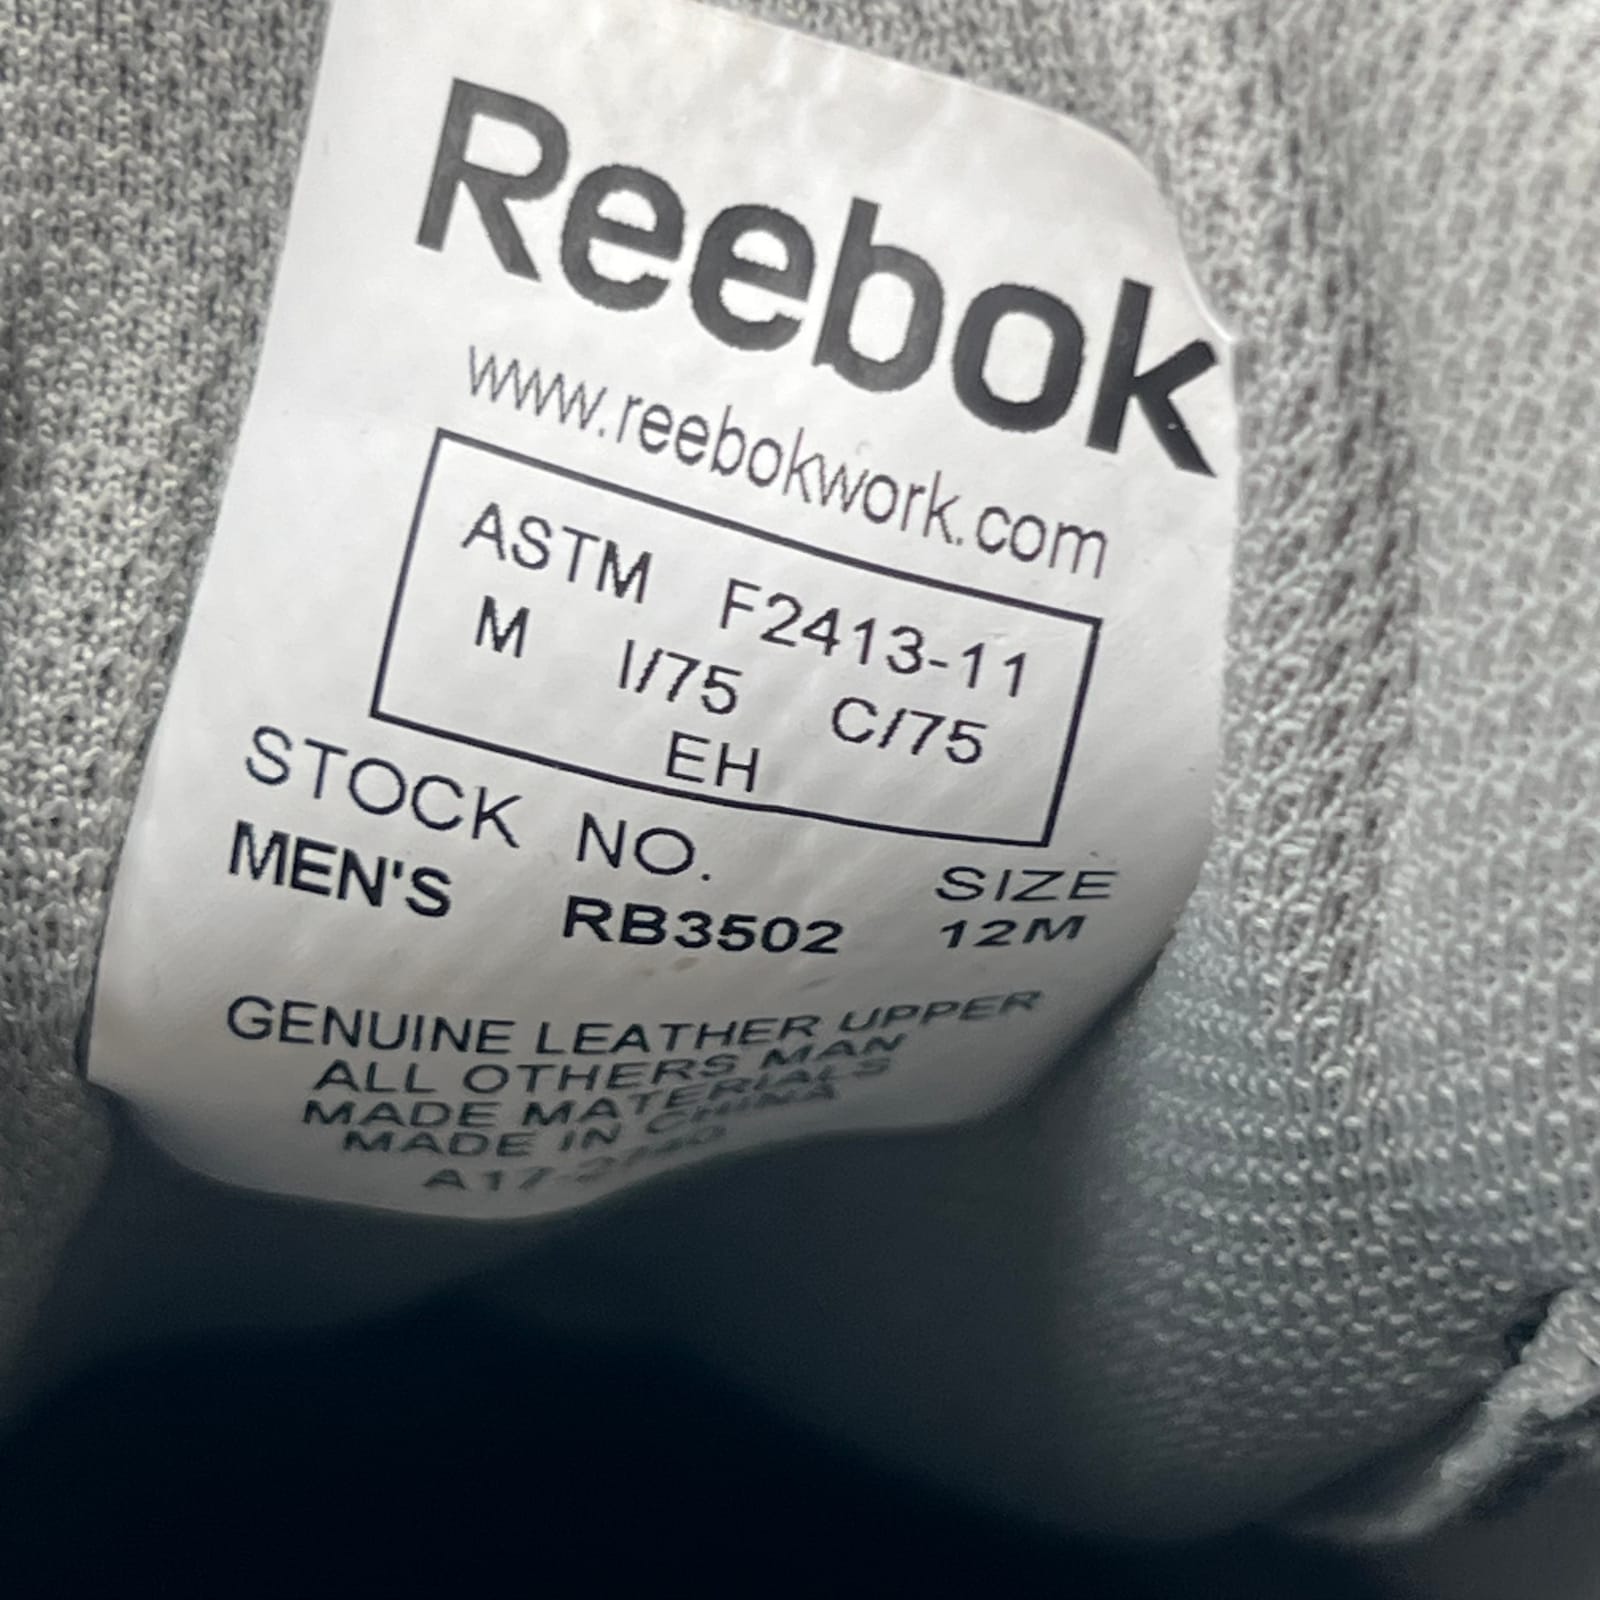 Reebok
www.reebokwork.com
ASTM F2413-11
M I/75 C/75
EH
STOCK NO. SIZE
MEN'S RB3502 12M
GENUINE LEATHER UPPER
ALL OTHERS MAN
MADE MATERIALS
MADE IN CHINA